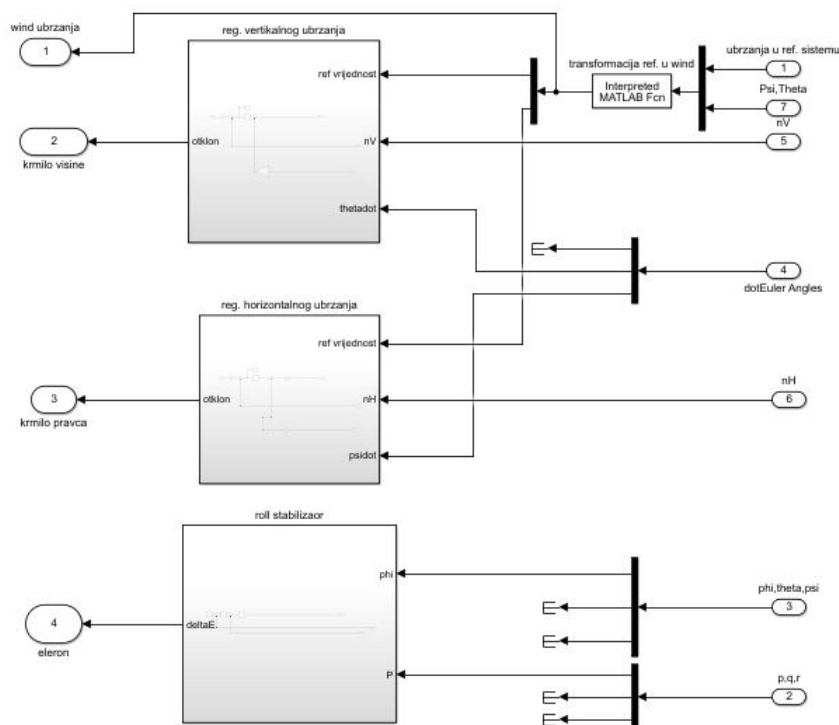 wind ubrzanja
1
reg. vertikalnog ubrzanja
ref vrijednost
otklon
nV
thetadot
2
krmilo visine
transformacija ref. u wind
Interpreted
MATLAB Fcn
ubrzanja u ref. sistemu
1
Psi,Theta
7
nV
5
4
dotEuler Angles
reg. horizontalnog ubrzanja
ref vrijednost
otklon
nH
psidot
3
krmilo pravca
nH
6
roll stabilizaor
phi
deltaE.
P
4
eleron
phi,theta,psi
3
p,q,r
2